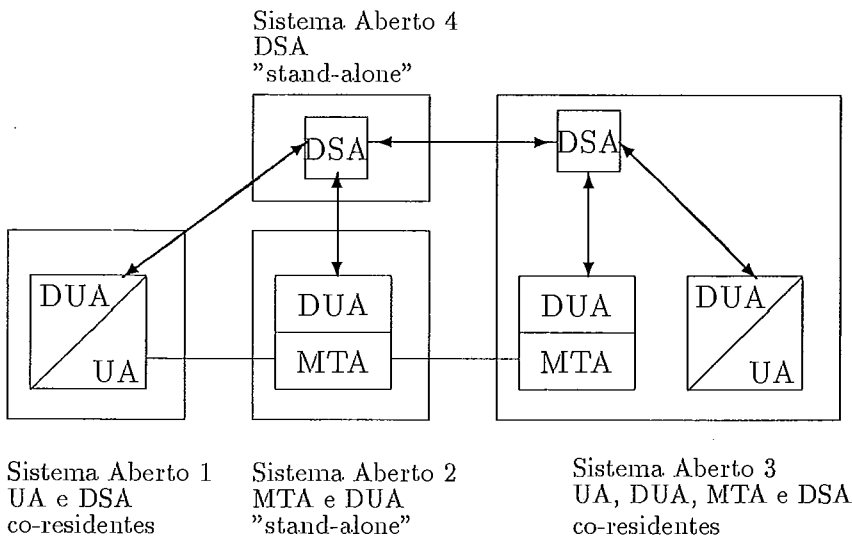 Sistema Aberto 4
DSA
"stand-alone"
DSA
DSA
DUA
UA
DUA
MTA
DUA
MTA
DUA
UA
Sistema Aberto 1
UA e DSA
co-residentes
Sistema Aberto 2
MTA e DUA
"stand-alone"
Sistema Aberto 3
UA, DUA, MTA e DSA
co-residentes